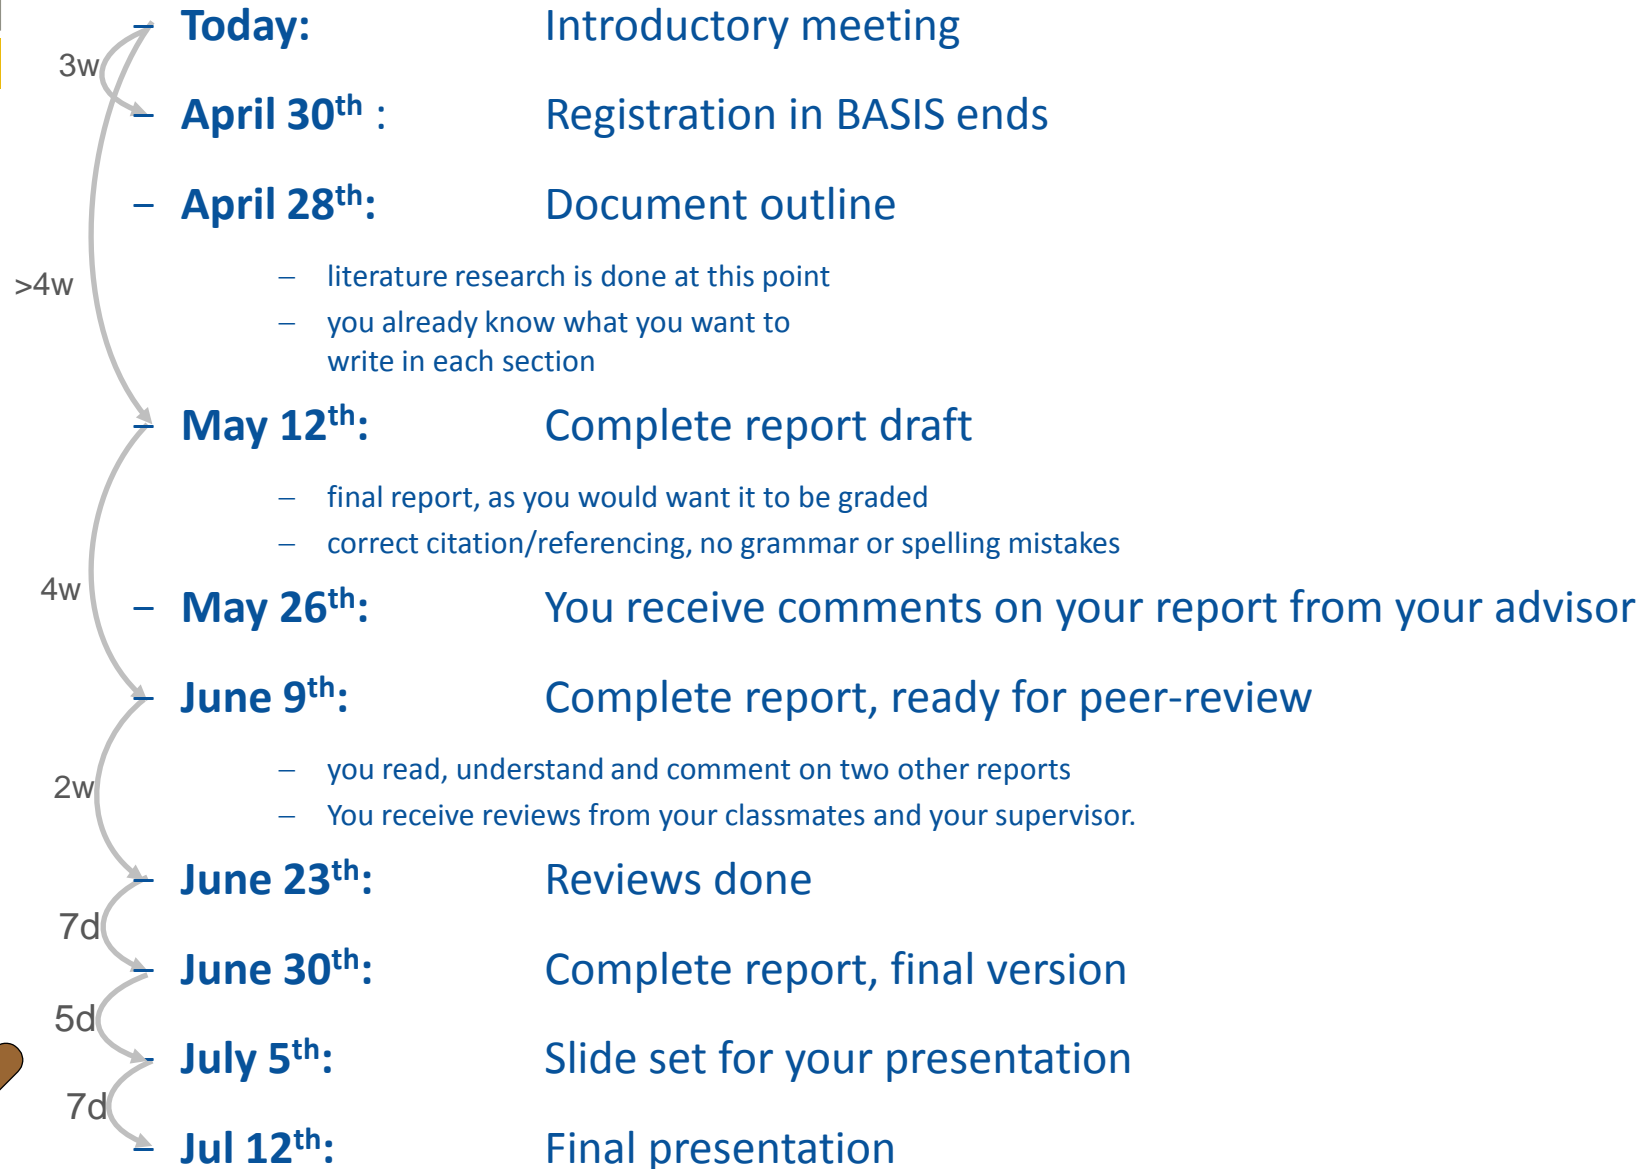 – Today: Introductory meeting
3w
– April 30th : Registration in BASIS ends
– April 28th: Document outline
>4w
– literature research is done at this point
– you already know what you want to
write in each section
– May 12th: Complete report draft
– final report, as you would want it to be graded
– correct citation/referencing, no grammar or spelling mistakes
4w
– May 26th: You receive comments on your report from your advisor
– June 9th: Complete report, ready for peer-review
2w
– you read, understand and comment on two other reports
– You receive reviews from your classmates and your supervisor.
– June 23th: Reviews done
7d
– June 30th: Complete report, final version
5d
– July 5th: Slide set for your presentation
7d
– Jul 12th: Final presentation